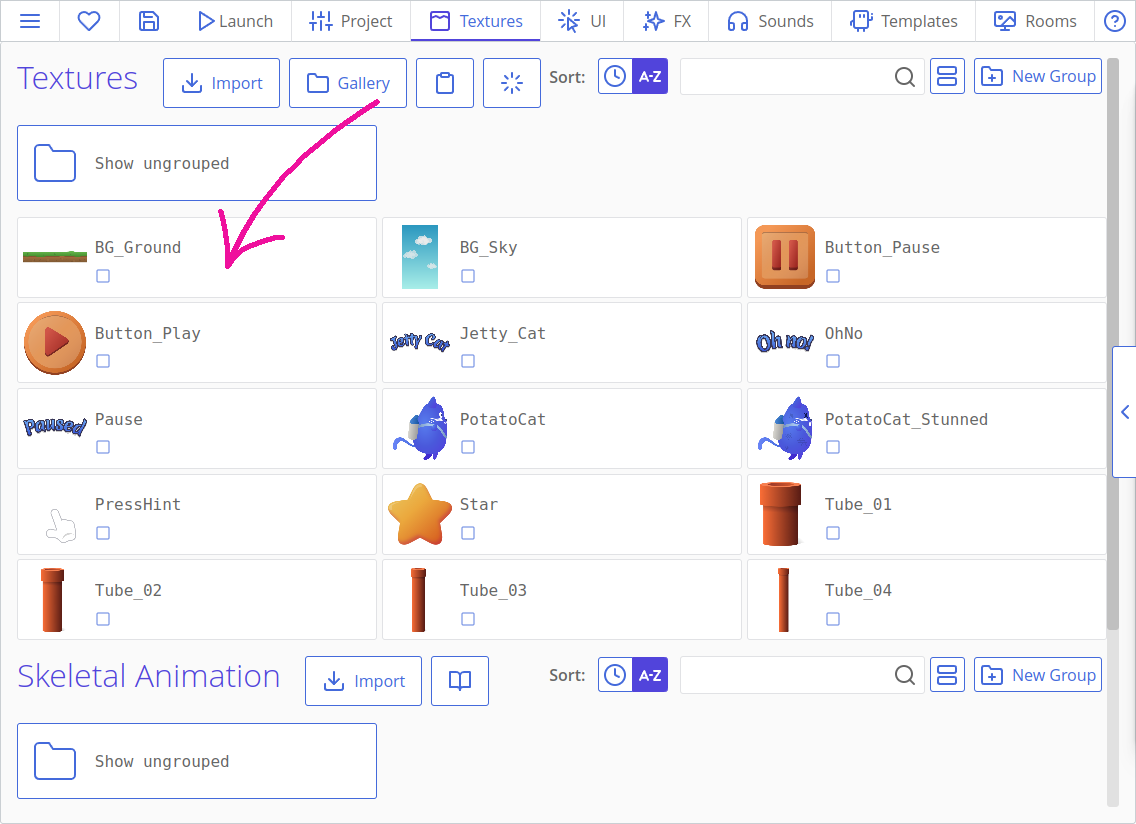 Launch Project Textures UI FX Sounds Templates Rooms
Textures Import Gallery Sort: A-Z New Group
Show ungrouped
BG_Ground BG_Sky Button_Pause
Button_Play Jetty_Cat OhNo
Jetty Cat Oh No!
Pause PotatoCat PotatoCat_Stunned
Paused
PressHint Star Tube_01
Tube_02 Tube_03 Tube_04
Skeletal Animation Import Sort: A-Z New Group
Show ungrouped